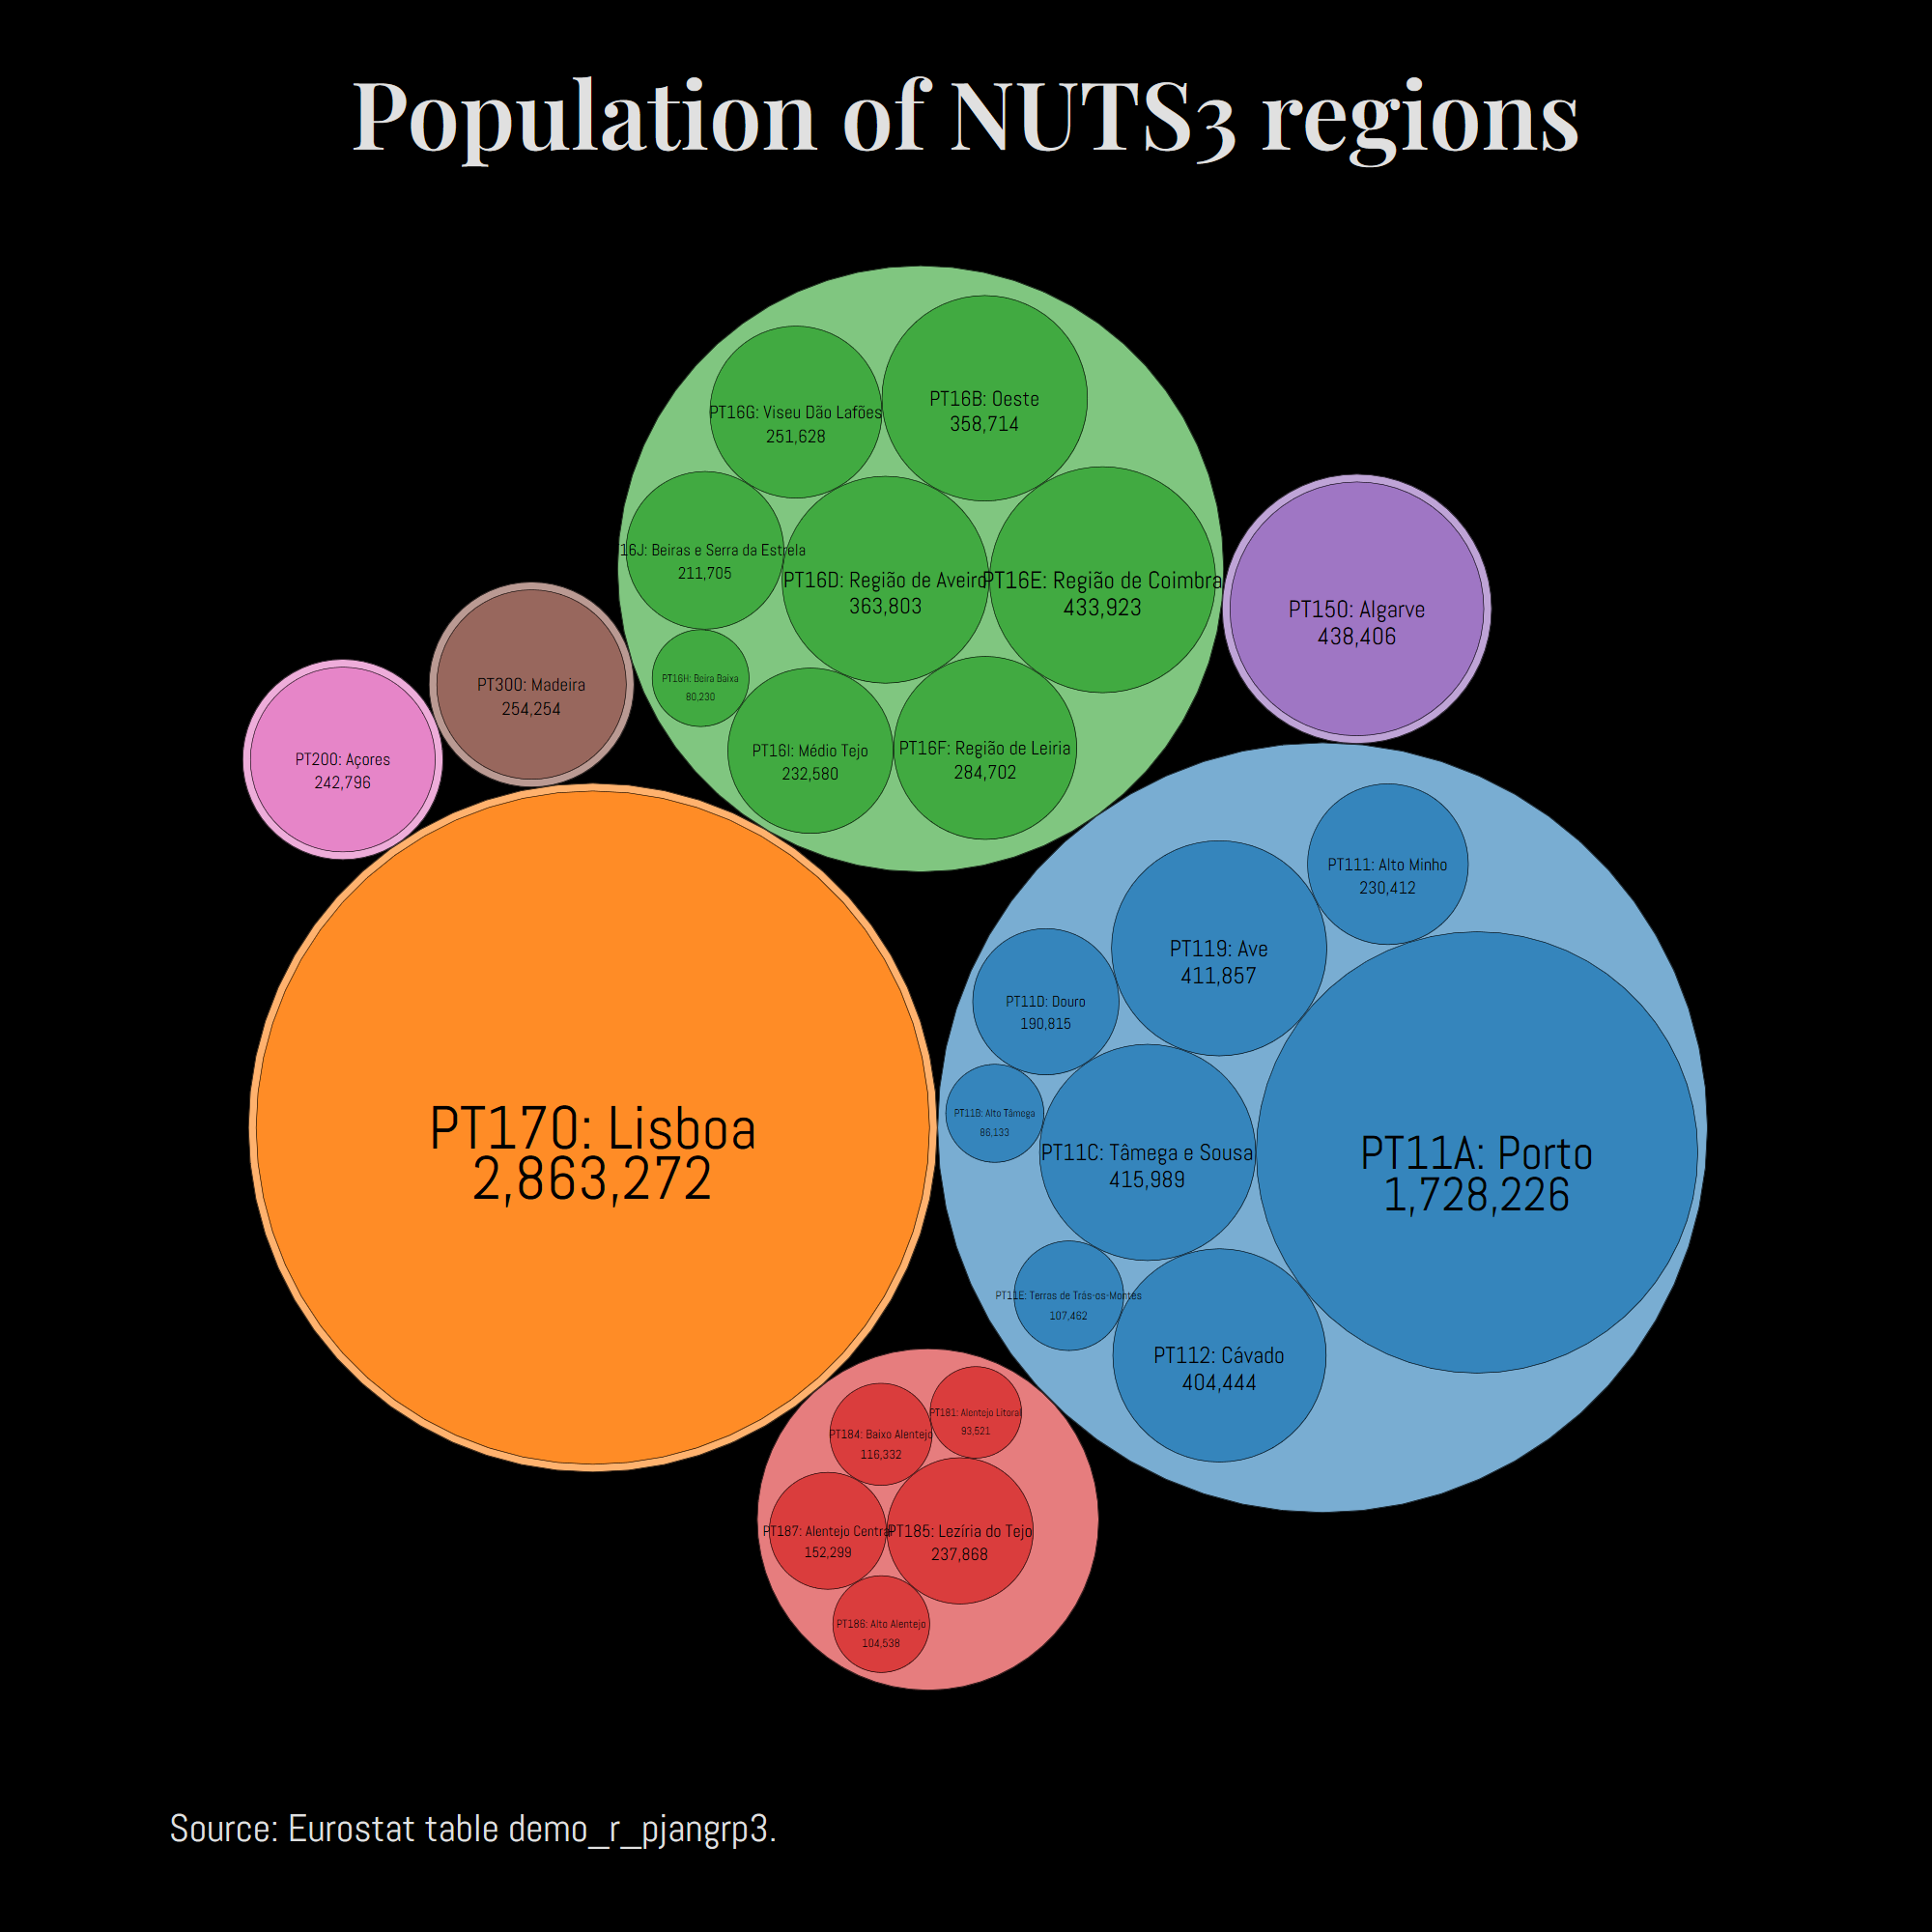 Population of NUTS3 regions
PT16B: Oeste
358,714
PT16G: Viseu Dão Lafões
251,628
16J: Beiras e Serra da Estrela
211,705
PT16D: Região de Aveiro
363,803
PT16E: Região de Coimbra
433,923
PT150: Algarve
438,406
PT16H: Beira Baixa
80,230
PT300: Madeira
254,254
PT200: Açores
242,796
PT16I: Médio Tejo
232,580
PT16F: Região de Leiria
284,702
PT111: Alto Minho
230,412
PT119: Ave
411,857
PT11D: Douro
190,815
PT11B: Alto Tâmega
86,133
PT170: Lisboa
2,863,272
PT11C: Tâmega e Sousa
415,989
PT11A: Porto
1,728,226
PT11E: Terras de Trás-os-Montes
107,462
PT112: Cávado
404,444
PT181: Alentejo Litoral
93,521
PT184: Baixo Alentejo
116,332
PT187: Alentejo Central
152,299
PT185: Lezíria do Tejo
237,868
PT186: Alto Alentejo
104,538
Source: Eurostat table demo_r_pjangrp3.